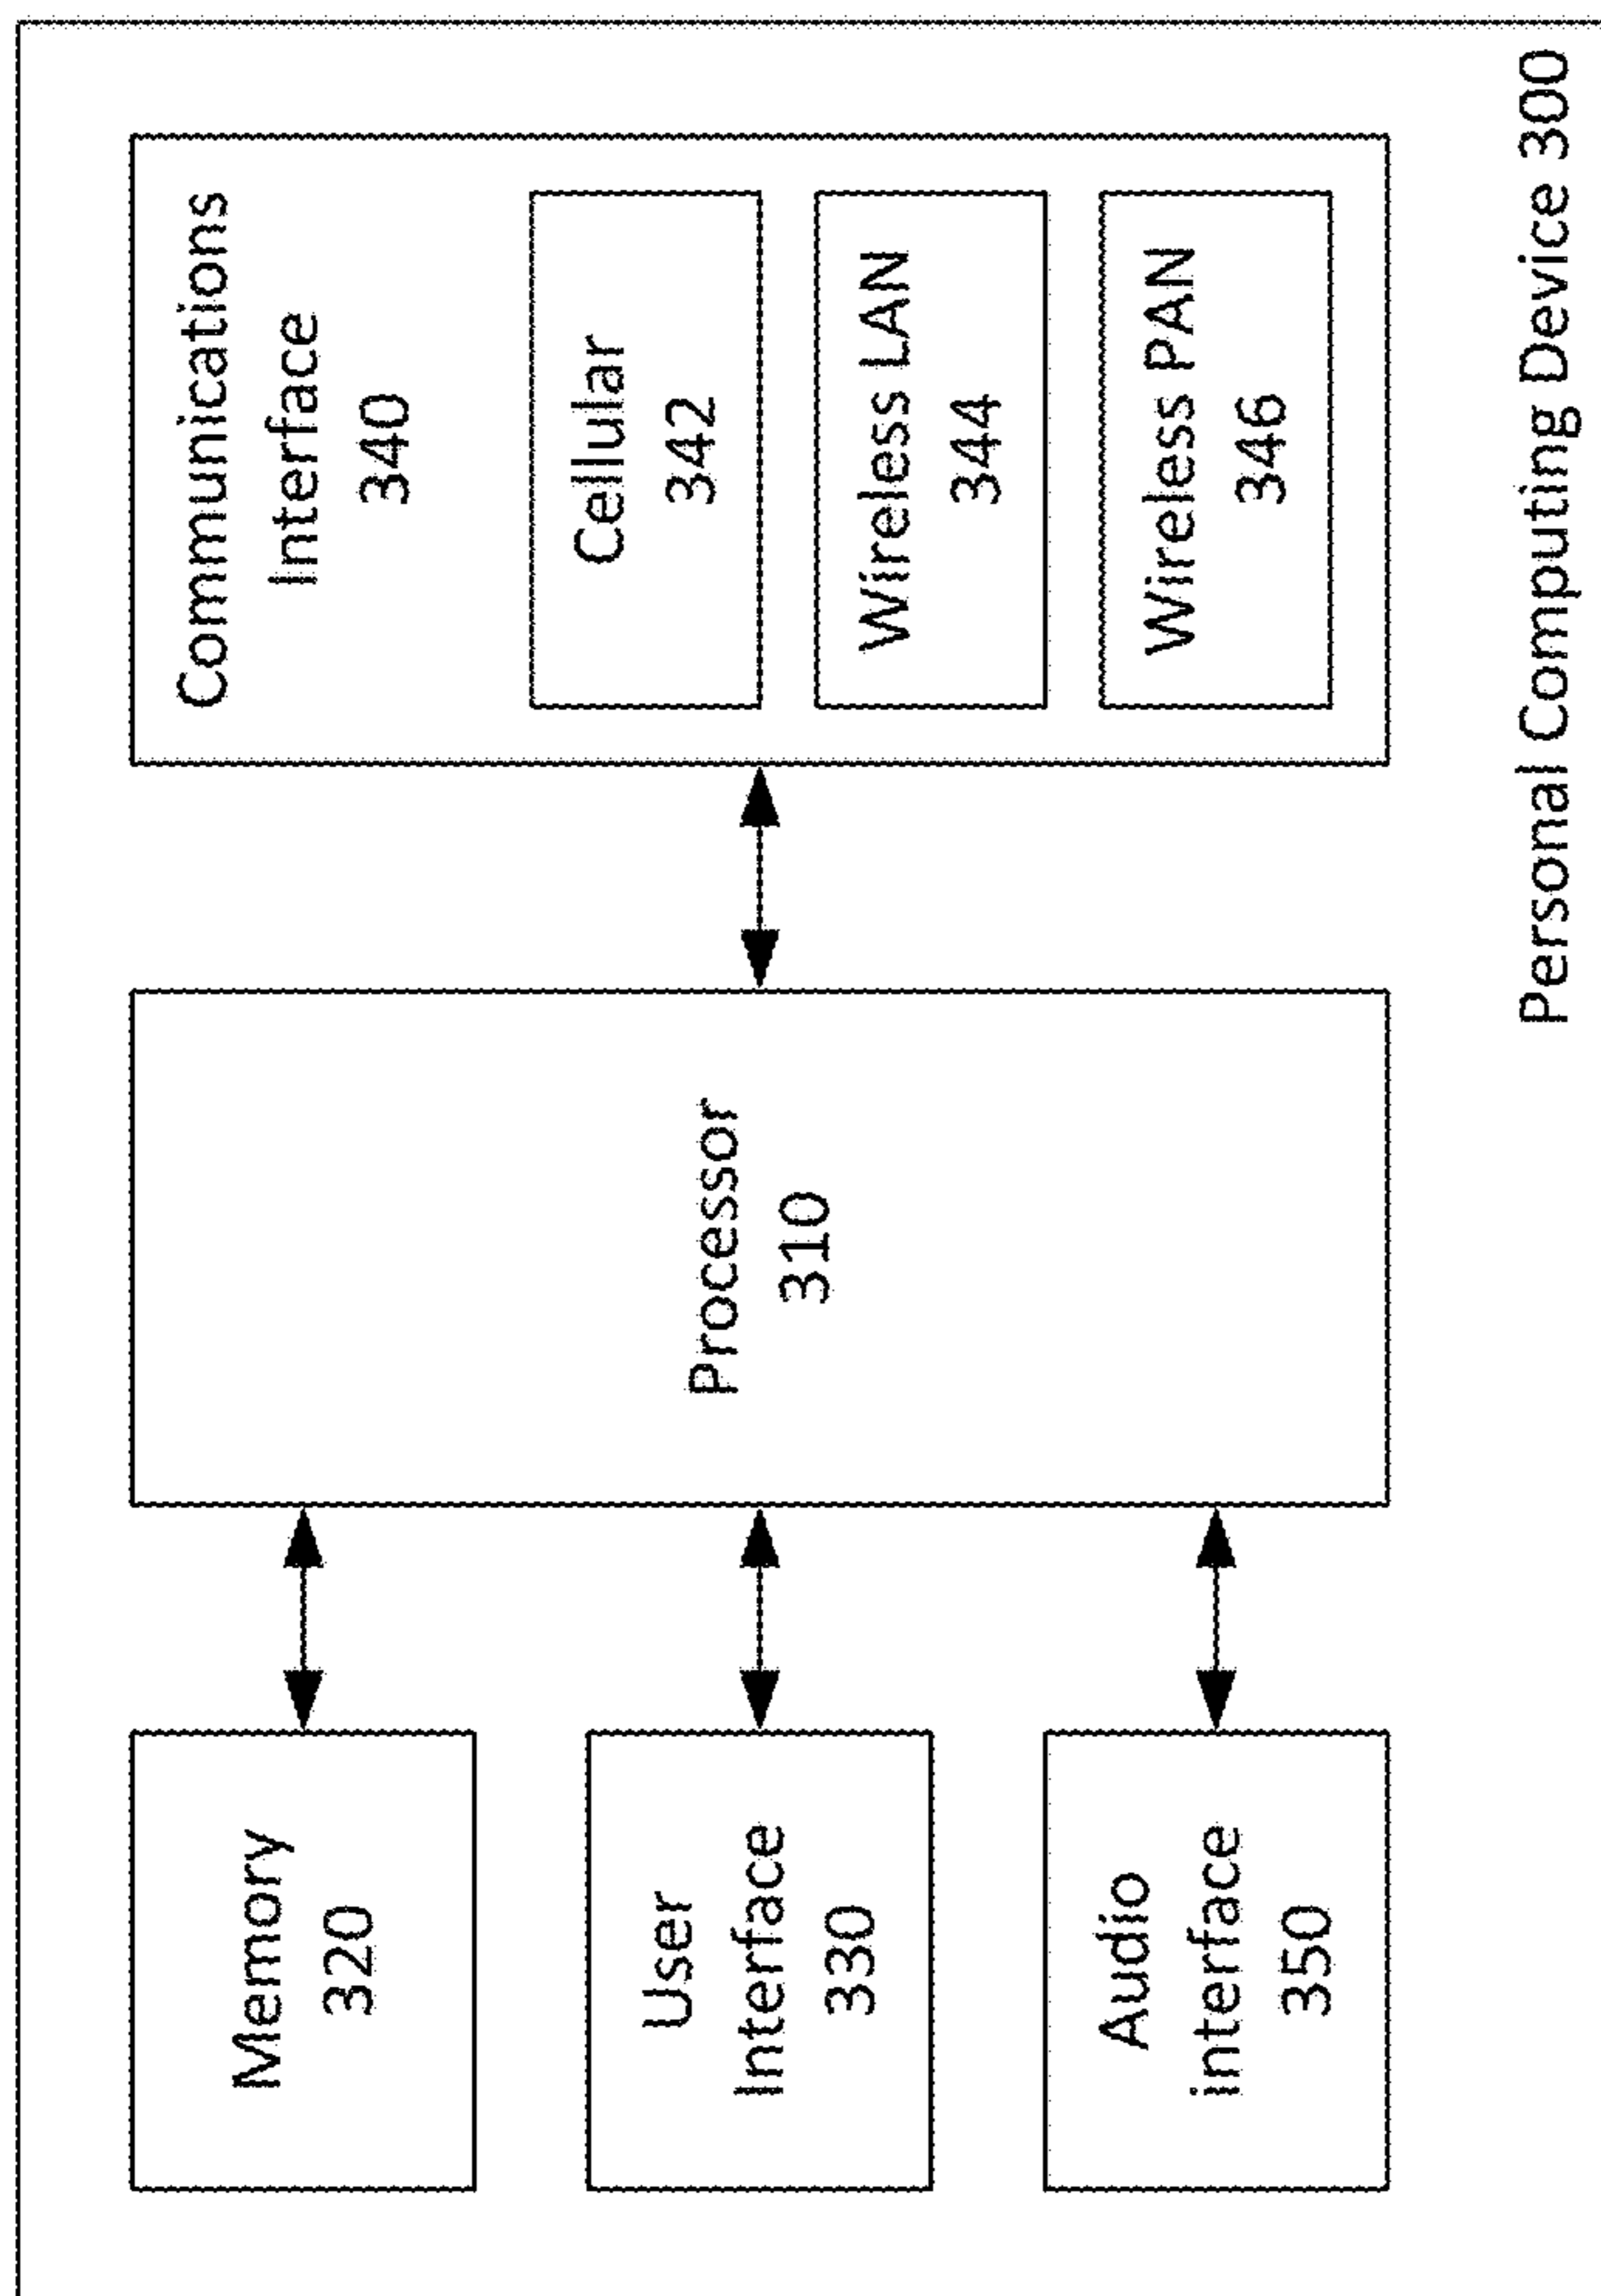 Memory
320
User
Interface
330
Audio
interface
350
Processor
310
Communications
Interface
340
Cellular
342
Wireless LAN
344
Wireless PAN
346
Personal Computing Device 300